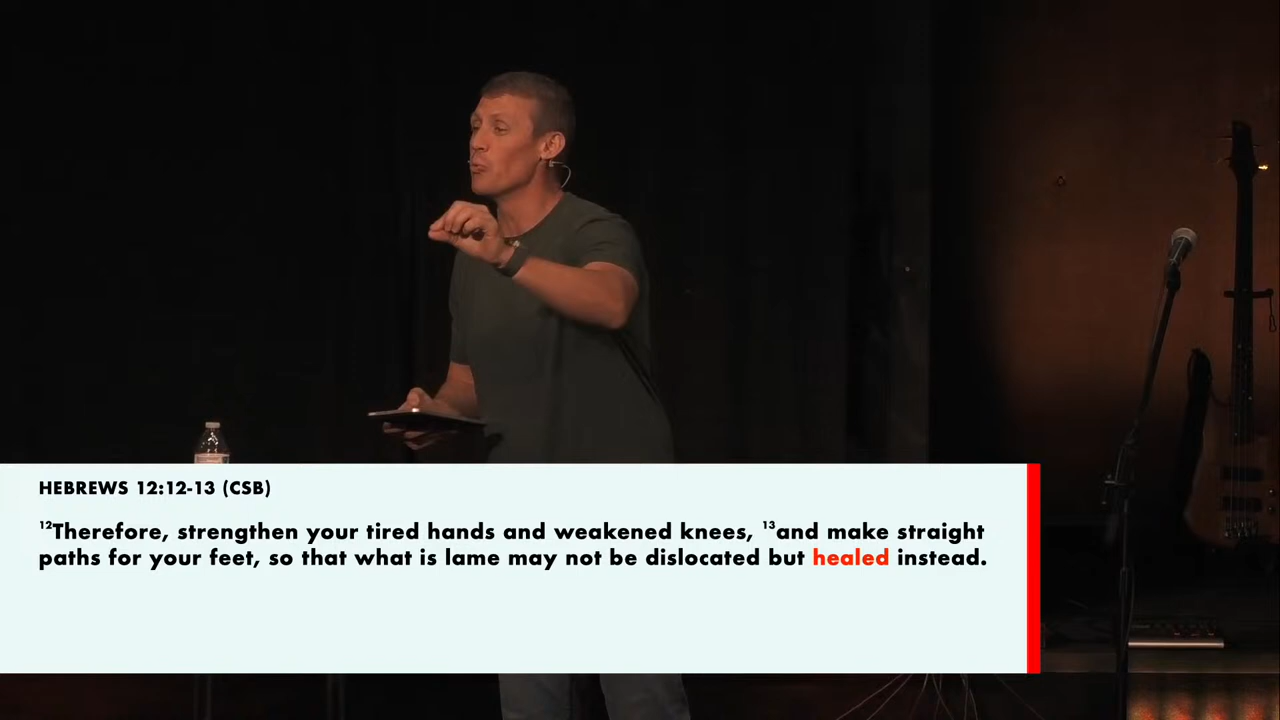 HEBREWS 12:12-13 (CSB)
¹²Therefore, strengthen your tired hands and weakened knees, ¹³and make straight
paths for your feet, so that what is lame may not be dislocated but healed instead.